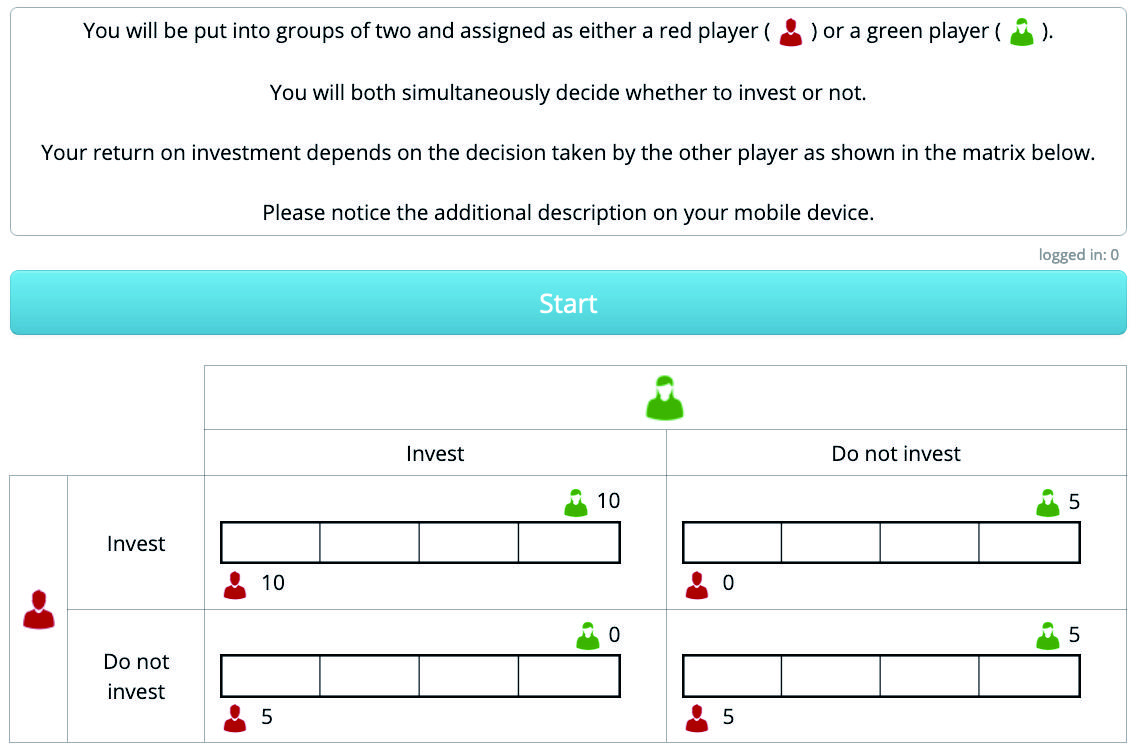 You will be put into groups of two and assigned as either a red player ( ) or a green player ( ).
You will both simultaneously decide whether to invest or not.
Your return on investment depends on the decision taken by the other player as shown in the matrix below.
Please notice the additional description on your mobile device.
logged in: 0
Start
Invest
Do not invest
Invest
10
10
5
0
Do not
invest
0
5
5
5